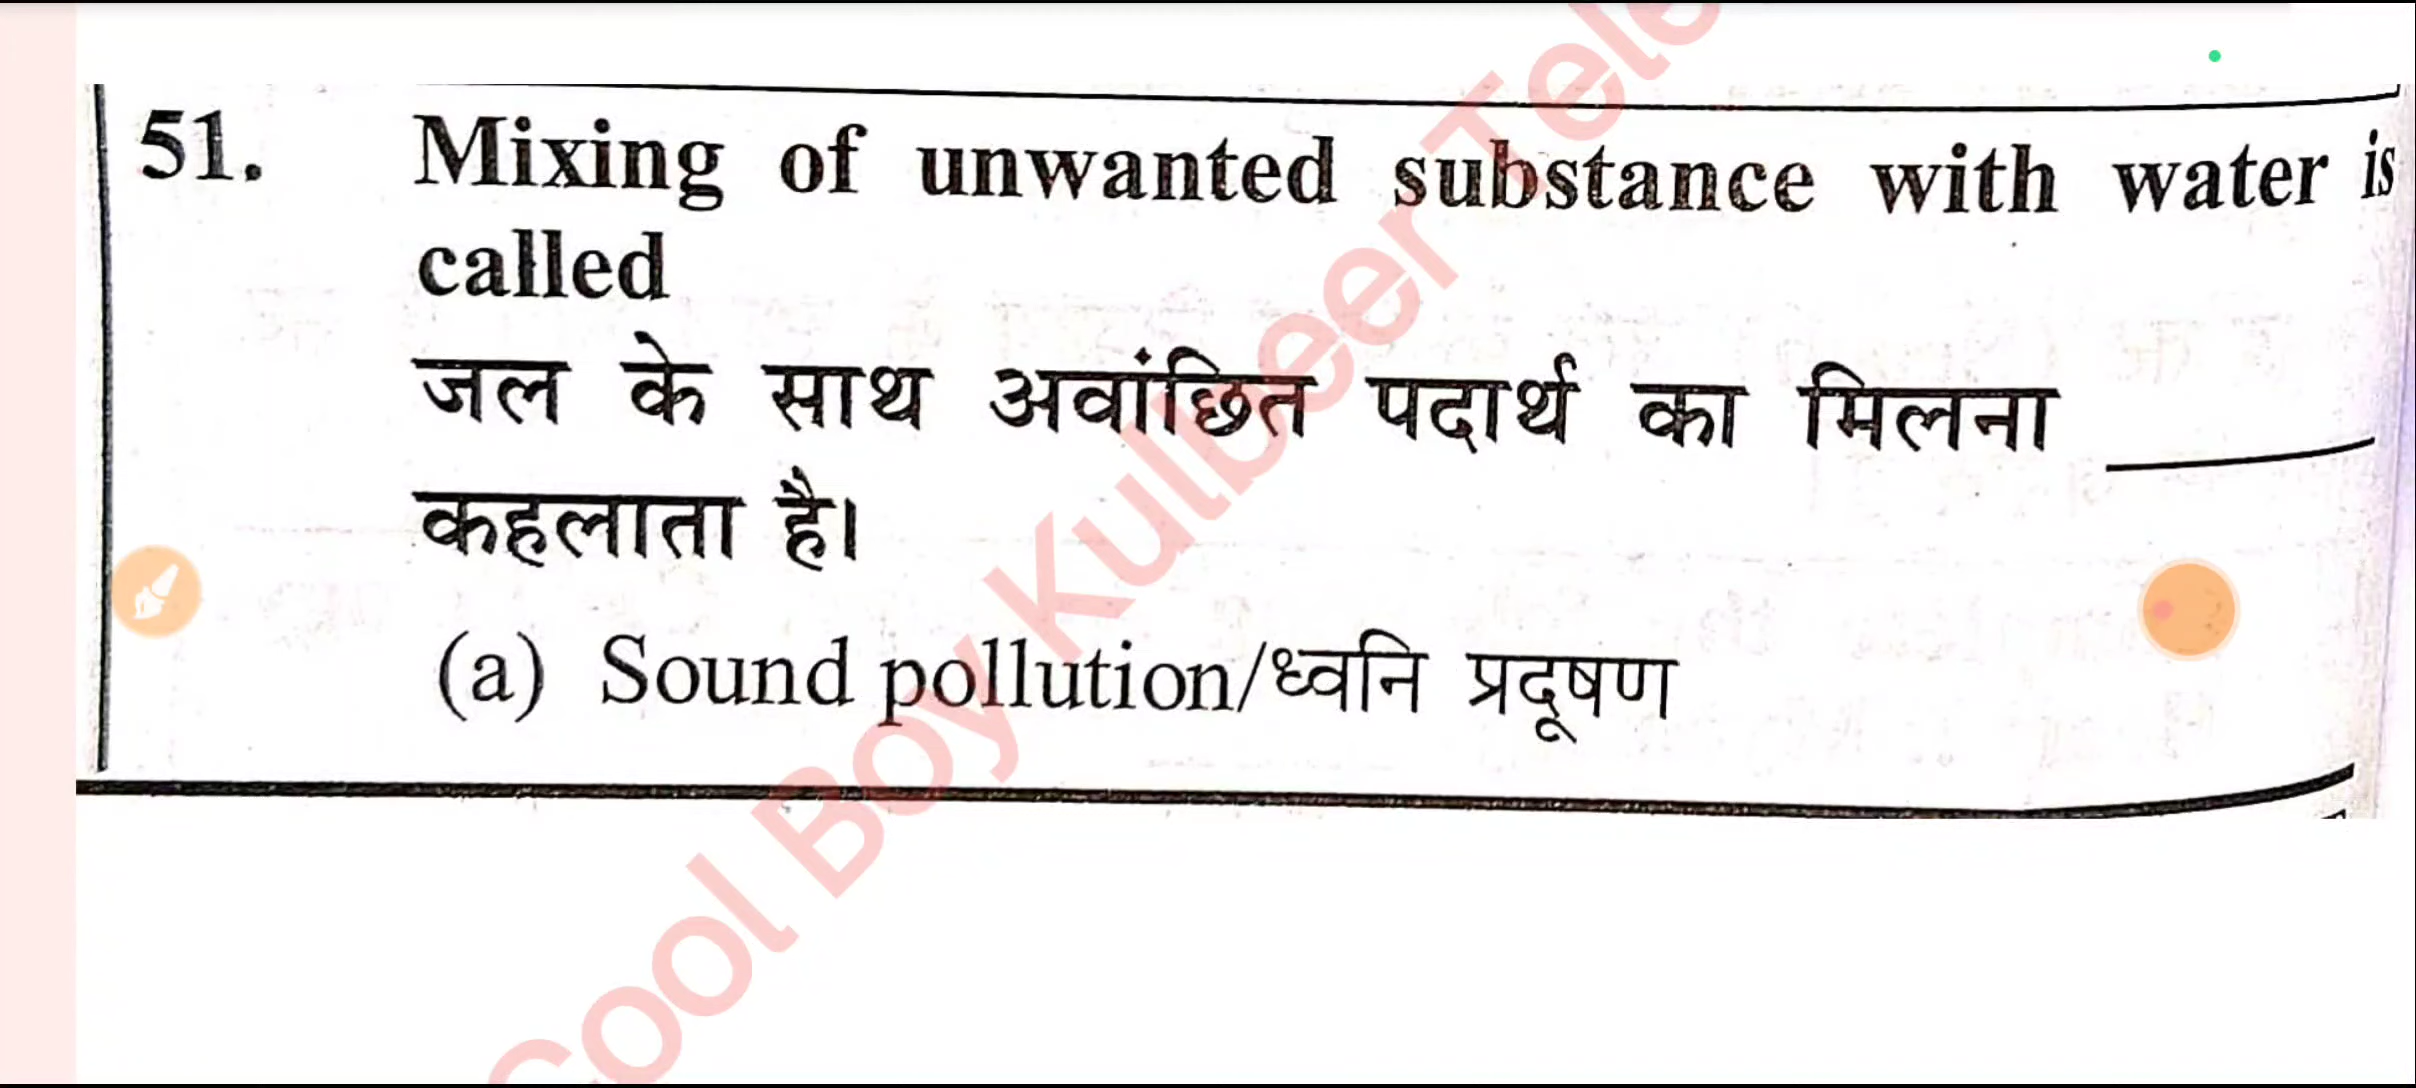 51. Mixing of unwanted substance with water is
called
जल के साथ अवांछित पदार्थ का मिलना ______
कहलाता है।
(a) Sound pollution/ध्वनि प्रदूषण
Cool Boy Kulbeer Tele